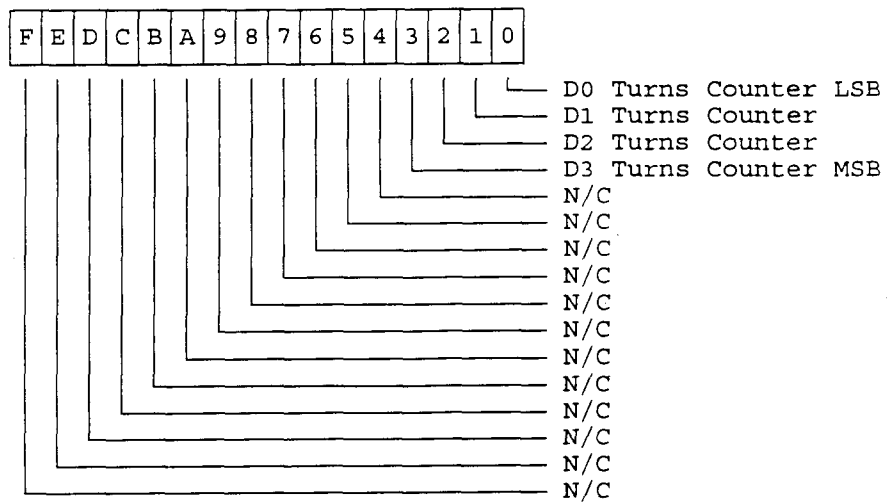 F E D C B A 9 8 7 6 5 4 3 2 1 0
D0 Turns Counter LSB
D1 Turns Counter
D2 Turns Counter
D3 Turns Counter MSB
N/C
N/C
N/C
N/C
N/C
N/C
N/C
N/C
N/C
N/C
N/C
N/C